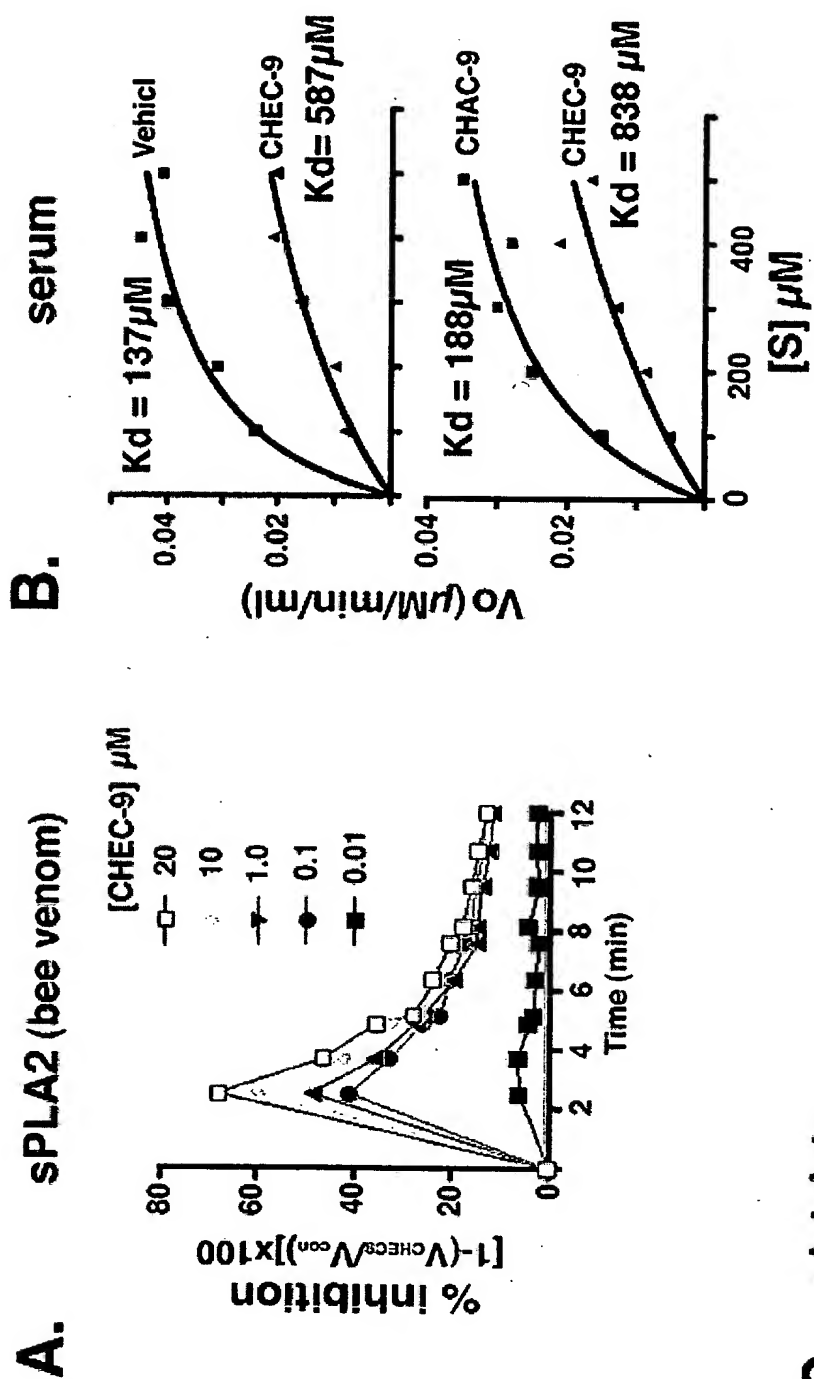 A. sPLA2 (bee venom)
% inhibition
[1-(VCHEC9/Vcon)]x100
80
60
40
20
0
2
4
6
8
10
12
Time (min)
[CHEC-9] µM
20
10
1.0
0.1
0.01
B. serum
Vo (µM/min/ml)
0.04
0.02
Kd = 137µM
Vehicl
CHEC-9
Kd= 587µM
0.04
0.02
0
Kd = 188µM
CHAC-9
CHEC-9
Kd = 838 µM
0
200
400
[S] µM